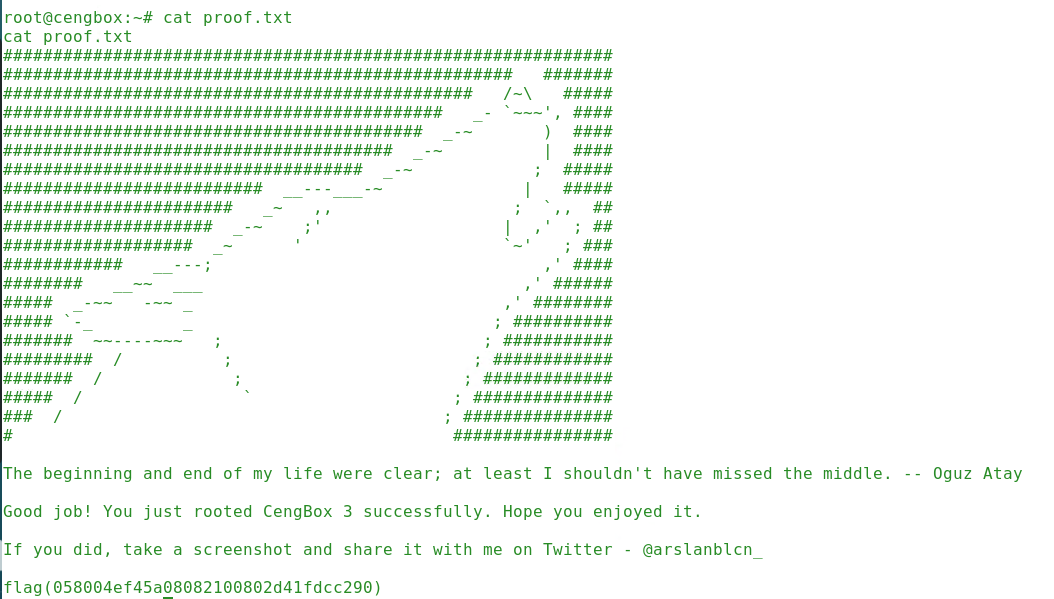 root@cengbox:~# cat proof.txt
cat proof.txt
#############################################################
###################################################   #######
###############################################   /~\   #####
############################################   _- `~~~', ####
##########################################  _-~       )  ####
#######################################  _-~          |  ####
####################################  _-~            ;  #####
##########################  __---___-~              |   #####
#######################   _~   ,,                  ;  `,,  ##
#####################  _-~    ;'                  |  ,'  ; ##
###################  _~      '                    `~'   ; ###
############   __---;                                 ,' ####
########   __~~  ___                                ,' ######
#####  _-~~   -~~ _                               ,' ########
##### `-_         _                              ; ##########
#######  ~~----~~~   ;                          ; ###########
#########  /          ;                        ; ############
#######  /             ;                      ; #############
#####  /                `                    ; ##############
###  /                                      ; ###############
#                                            ################
The beginning and end of my life were clear; at least I shouldn't have missed the middle. -- Oguz Atay
Good job! You just rooted CengBox 3 successfully. Hope you enjoyed it.
If you did, take a screenshot and share it with me on Twitter - @arslanblcn_
flag(058004ef45a08082100802d41fdcc290)